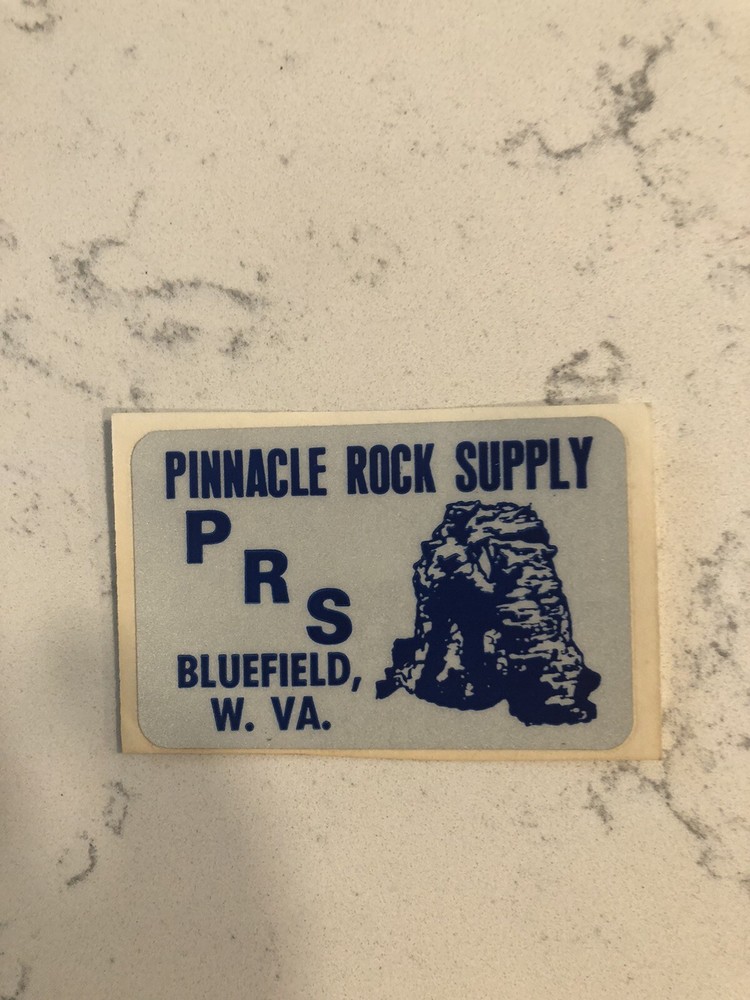 PINNACLE ROCK SUPPLY
P
R
S
BLUEFIELD,
W. VA.